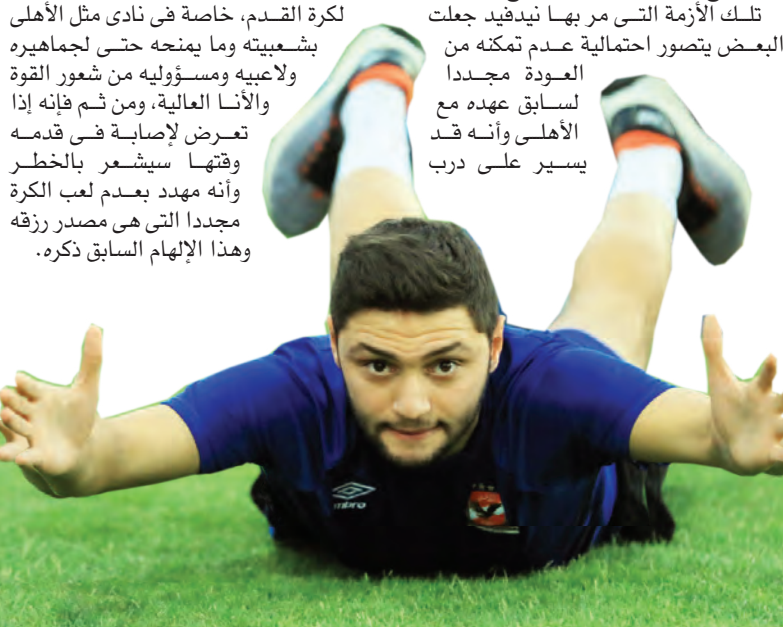 تلك الأزمة التى مر بها نيدفيد جعلت
البعض يتصور احتمالية عدم تمكنه من
العودة مجددا
لسابق عهده مع
الأهلى وأنه قد
يسير على درب
لكرة القدم، خاصة فى نادى مثل الأهلى
بشعبيته وما يمنحه حتى لجماهيره
ولاعبيه ومسؤوليه من شعور القوة
والأنا العالية، ومن ثم فإنه إذا
تعرض لإصابة فى قدمه
وقتها سيشعر بالخطر
وأنه مهدد بعدم لعب الكرة
مجددا التى هى مصدر رزقه
وهذا الإلهام السابق ذكره.